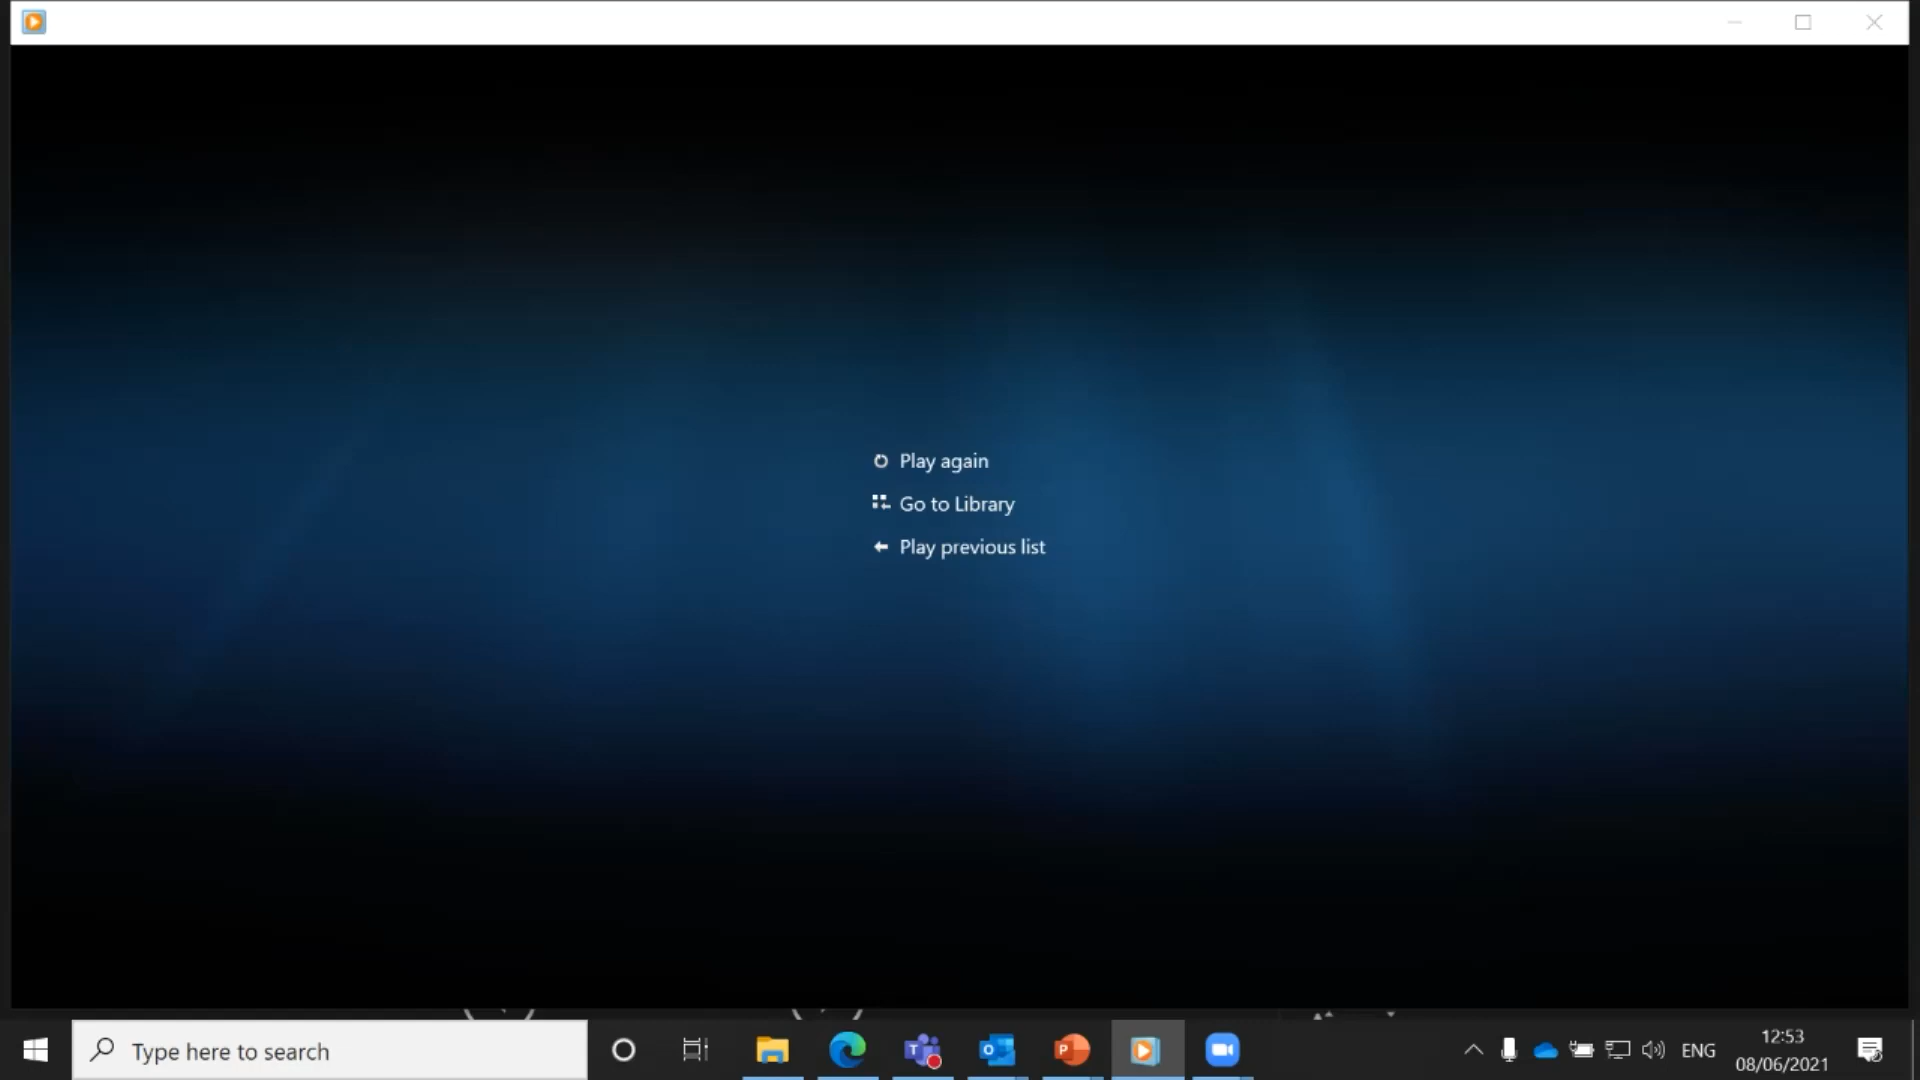 Play again
Go to Library
Play previous list
Type here to search
ENG
12:53
08/06/2021